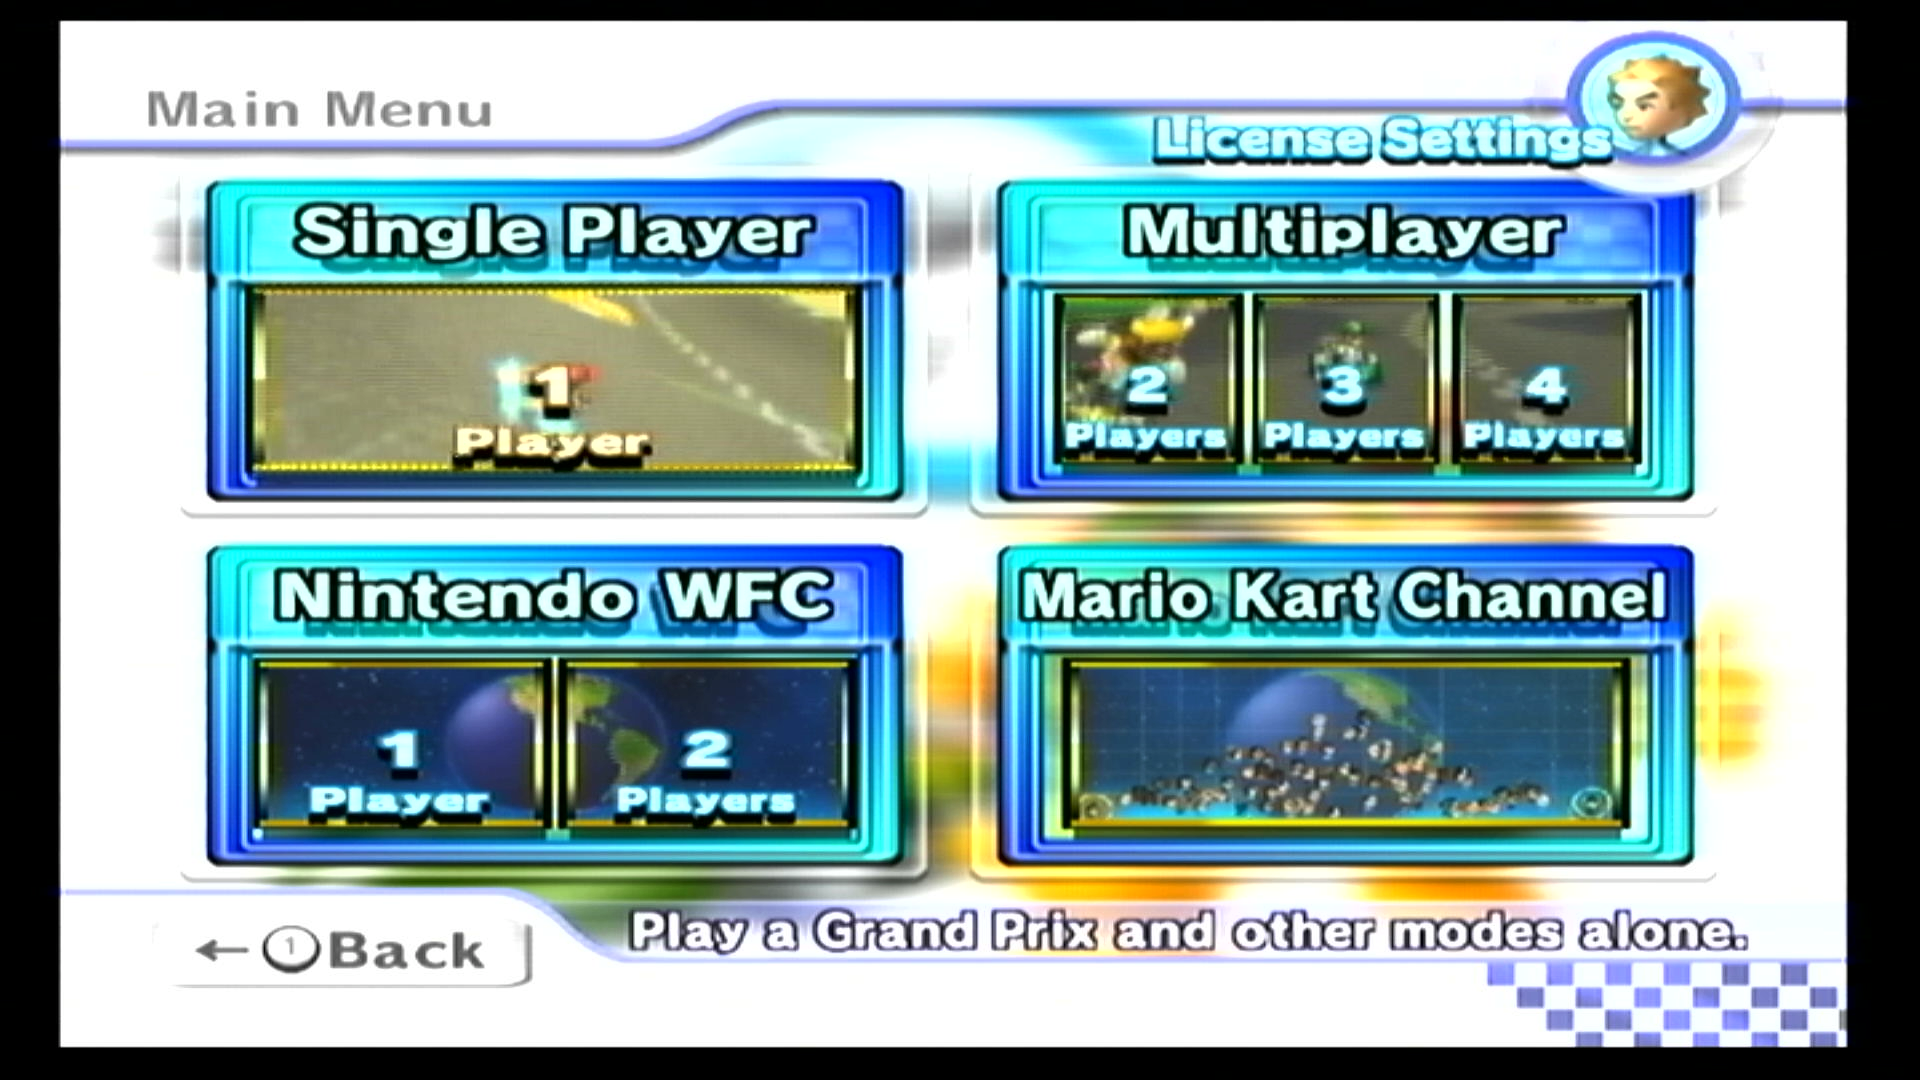 Main Menu
License Settings
Single Player
1
Player
Multiplayer
2
Players
3
Players
4
Players
Nintendo WFC
1
Player
2
Players
Mario Kart Channel
← 1 Back
Play a Grand Prix and other modes alone.